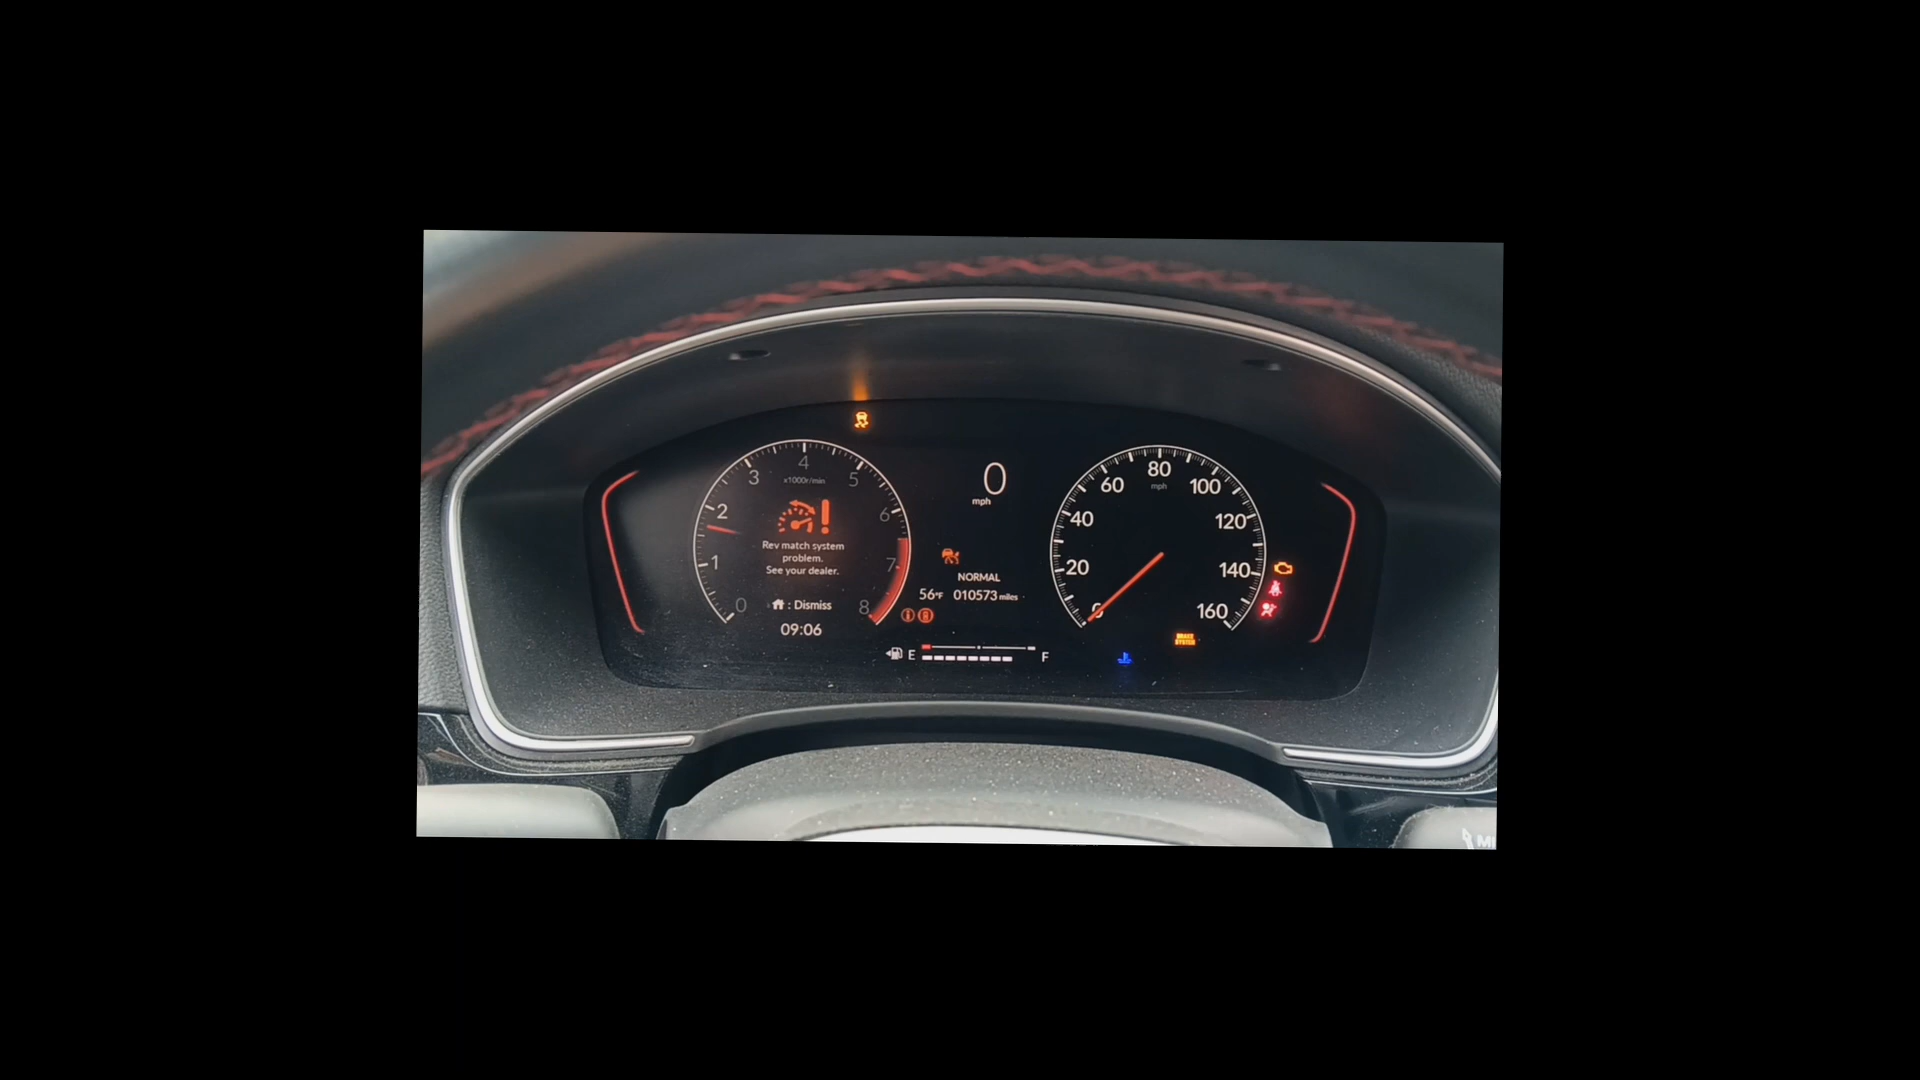 0
mph
0
1
2
3
4
5
6
7
8
x1000r/min
Rev match system
problem.
See your dealer.
: Dismiss
09:06
NORMAL
56°F 010573 miles
E F
0
20
40
60
80
100
120
140
160
mph
BRAKE
SYSTEM